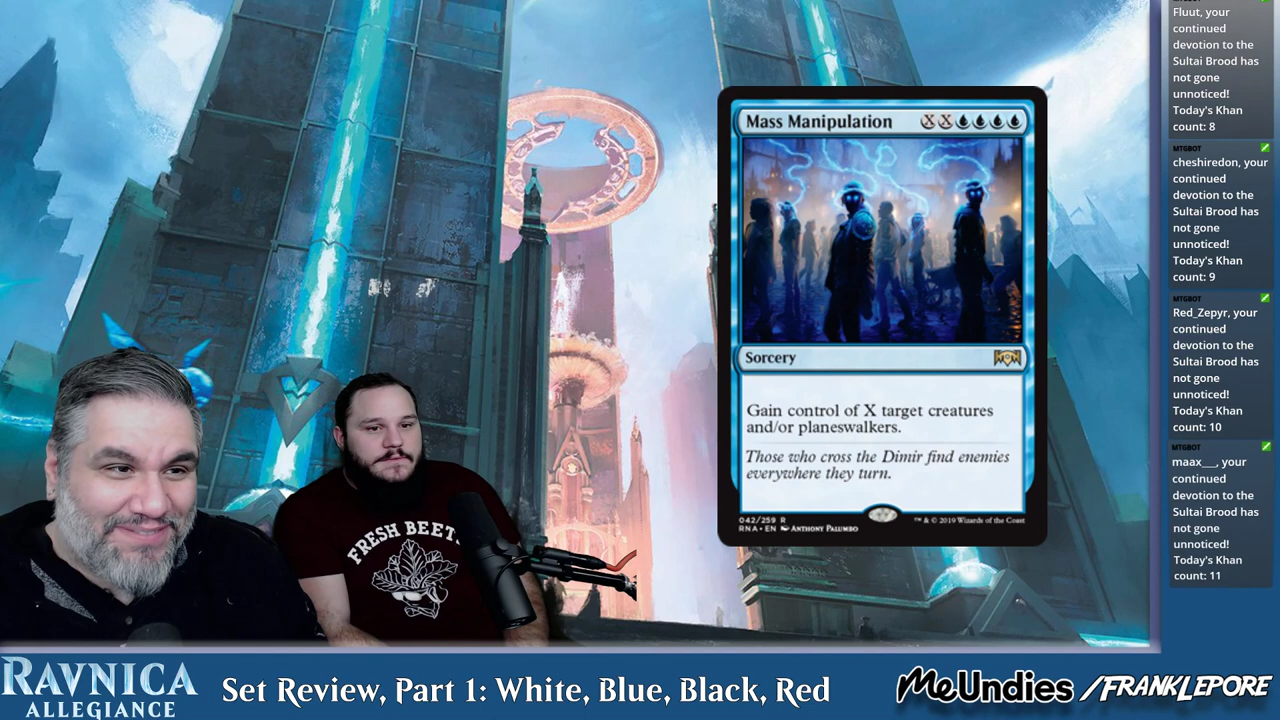 Mass Manipulation XX
Sorcery
Gain control of X target creatures
and/or planeswalkers.
Those who cross the Dimir find enemies
everywhere they turn.
042/259 R
RNA • EN Anthony Palumbo
™ & © 2019 Wizards of the Coast
FRESH BEETS
Fluut, your
continued
devotion to the
Sultai Brood has
not gone
unnoticed!
Today's Khan
count: 8
MTGBOT
cheshiredon, your
continued
devotion to the
Sultai Brood has
not gone
unnoticed!
Today's Khan
count: 9
MTGBOT
Red_Zepyr, your
continued
devotion to the
Sultai Brood has
not gone
unnoticed!
Today's Khan
count: 10
MTGBOT
maax___, your
continued
devotion to the
Sultai Brood has
not gone
unnoticed!
Today's Khan
count: 11
RAVNICA
ALLEGIANCE
Set Review, Part 1: White, Blue, Black, Red
MeUndies /FRANKLEPORE